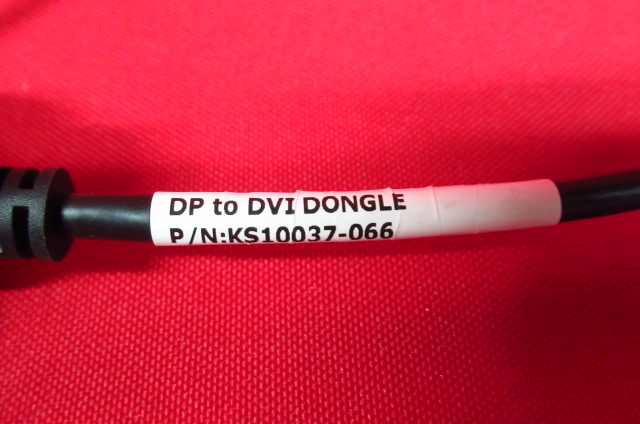 DP to DVI DONGLE
P/N:KS10037-066